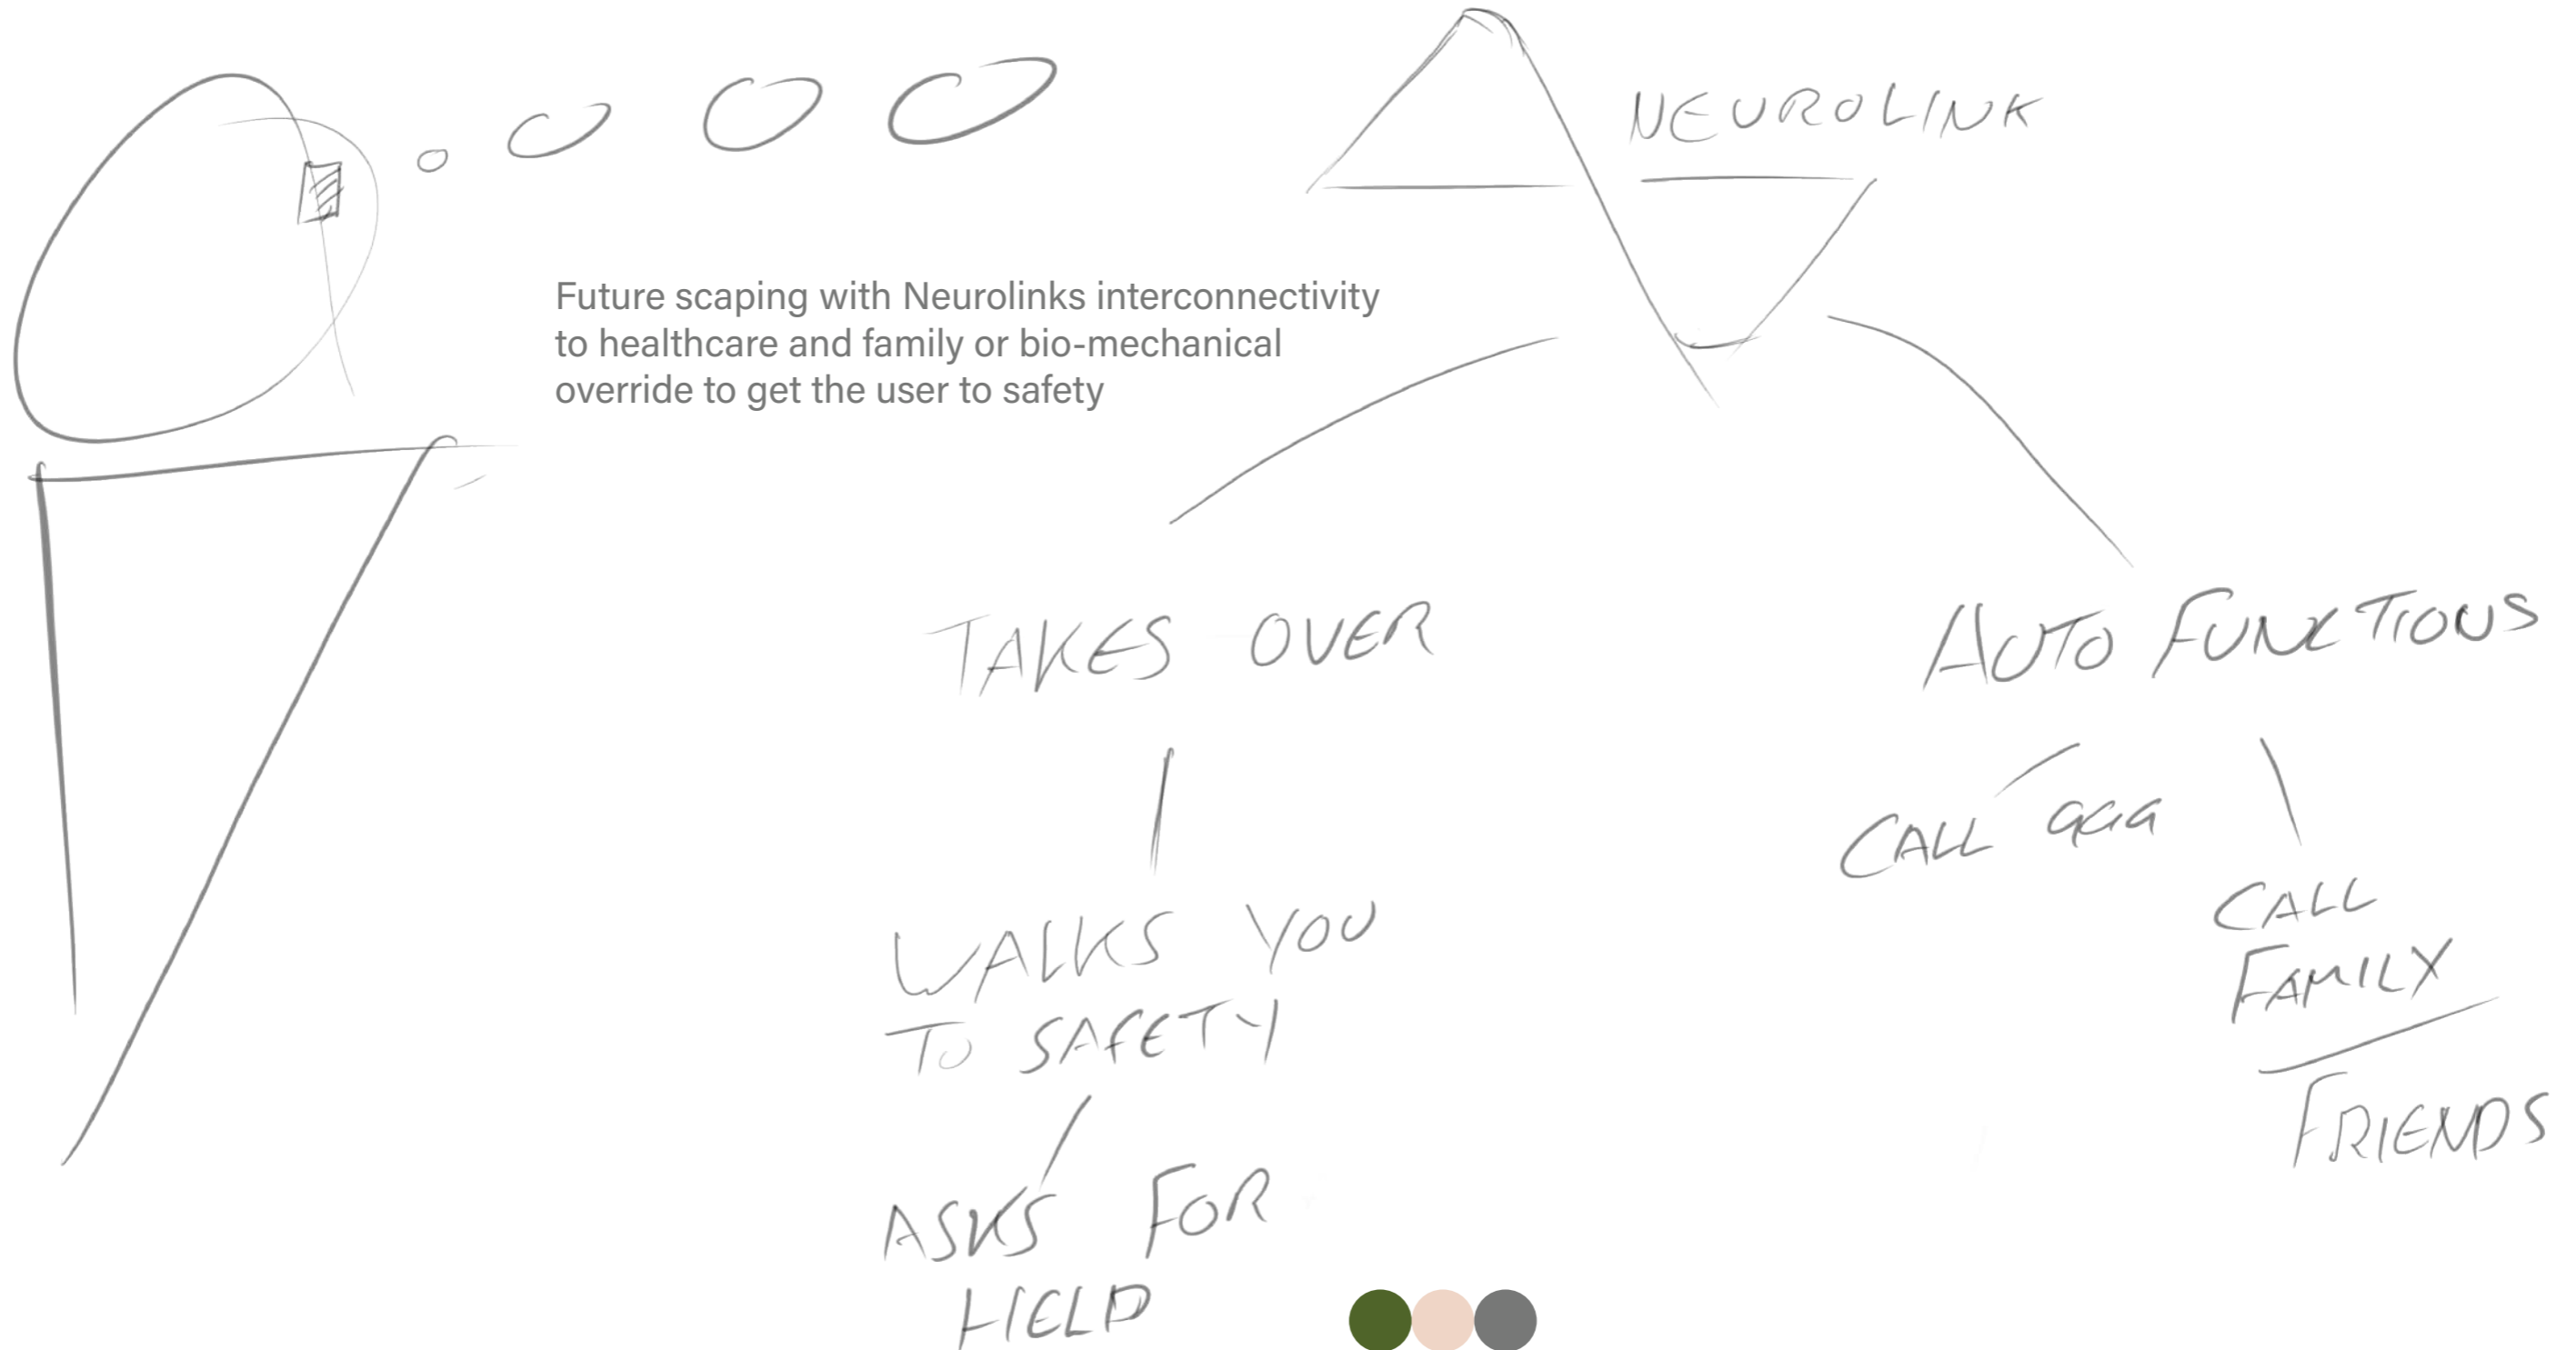 NEUROLINK
Future scaping with Neurolinks interconnectivity
to healthcare and family or bio-mechanical
override to get the user to safety
TAKES OVER
WALKS YOU
TO SAFETY
ASKS FOR
HELP
AUTO FUNCTIONS
CALL 999
CALL
FAMILY
FRIENDS